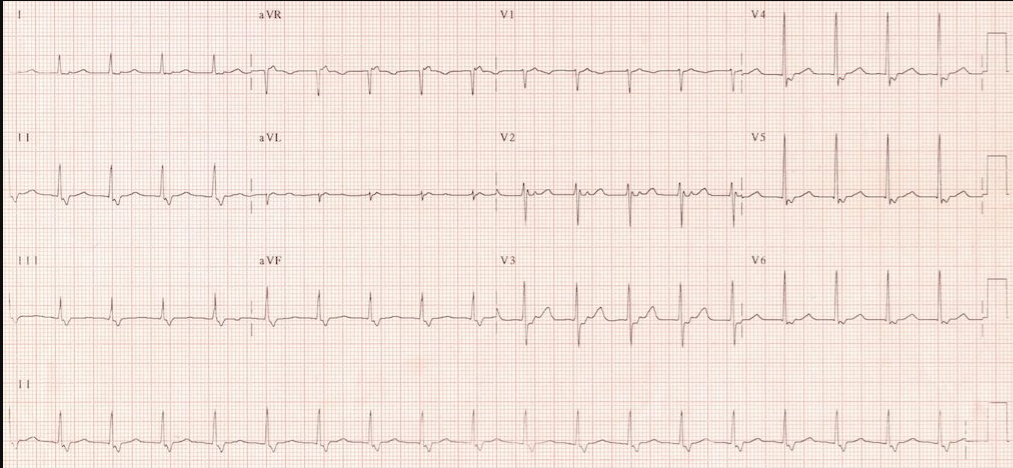 I aVR V1 V4
II aVL V2 V5
III aVF V3 V6
II